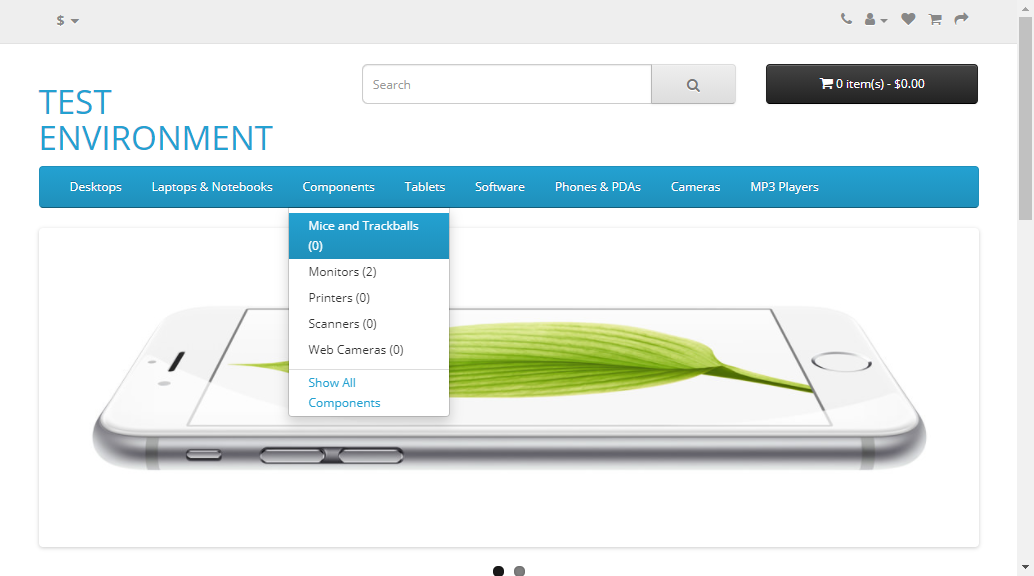 $
Search
0 item(s) - $0.00
TEST
ENVIRONMENT
Desktops
Laptops & Notebooks
Components
Tablets
Software
Phones & PDAs
Cameras
MP3 Players
Mice and Trackballs
(0)
Monitors (2)
Printers (0)
Scanners (0)
Web Cameras (0)
Show All
Components